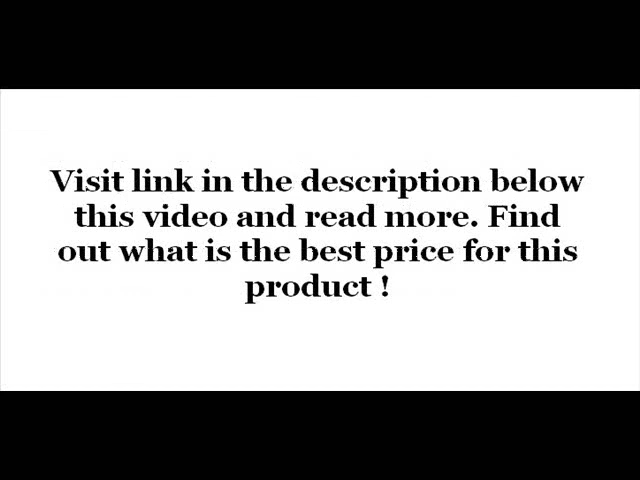 Visit link in the description below
this video and read more. Find
out what is the best price for this
product !